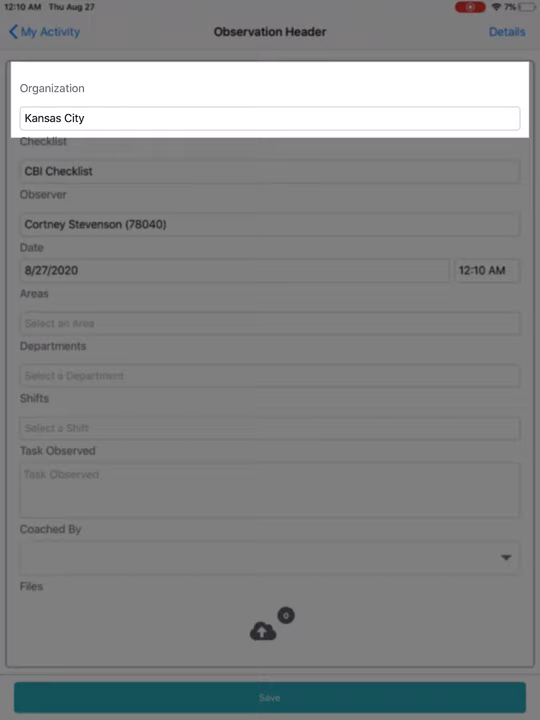 12:10 AM Thu Aug 27
7%
My Activity
Observation Header
Details
Organization
Kansas City
Checklist
CBI Checklist
Observer
Cortney Stevenson (78040)
Date
8/27/2020
12:10 AM
Areas
Select an Area
Departments
Select a Department
Shifts
Select a Shift
Task Observed
Task Observed
Coached By
Files
0
Save